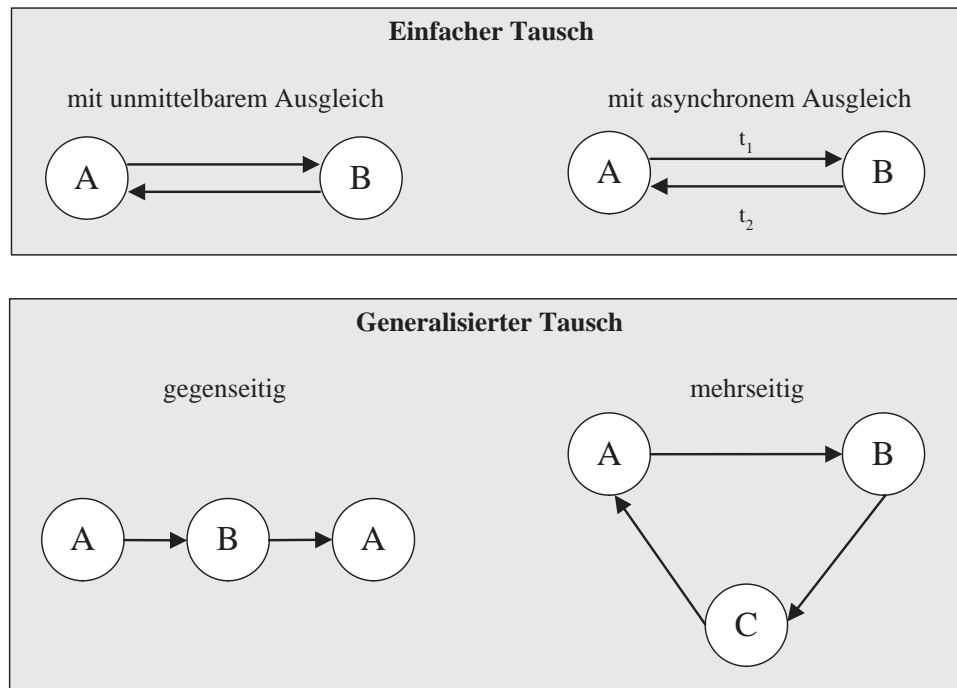 Einfacher Tausch
mit unmittelbarem Ausgleich
A
B
mit asynchronem Ausgleich
A
t₁
B
t₂
Generalisierter Tausch
gegenseitig
A
B
A
mehrseitig
A
B
C